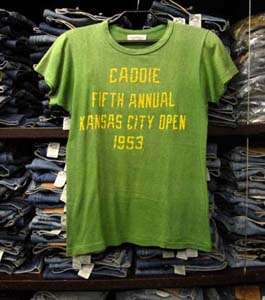 CADDIE
FIFTH ANNUAL
KANSAS CITY OPEN
1953